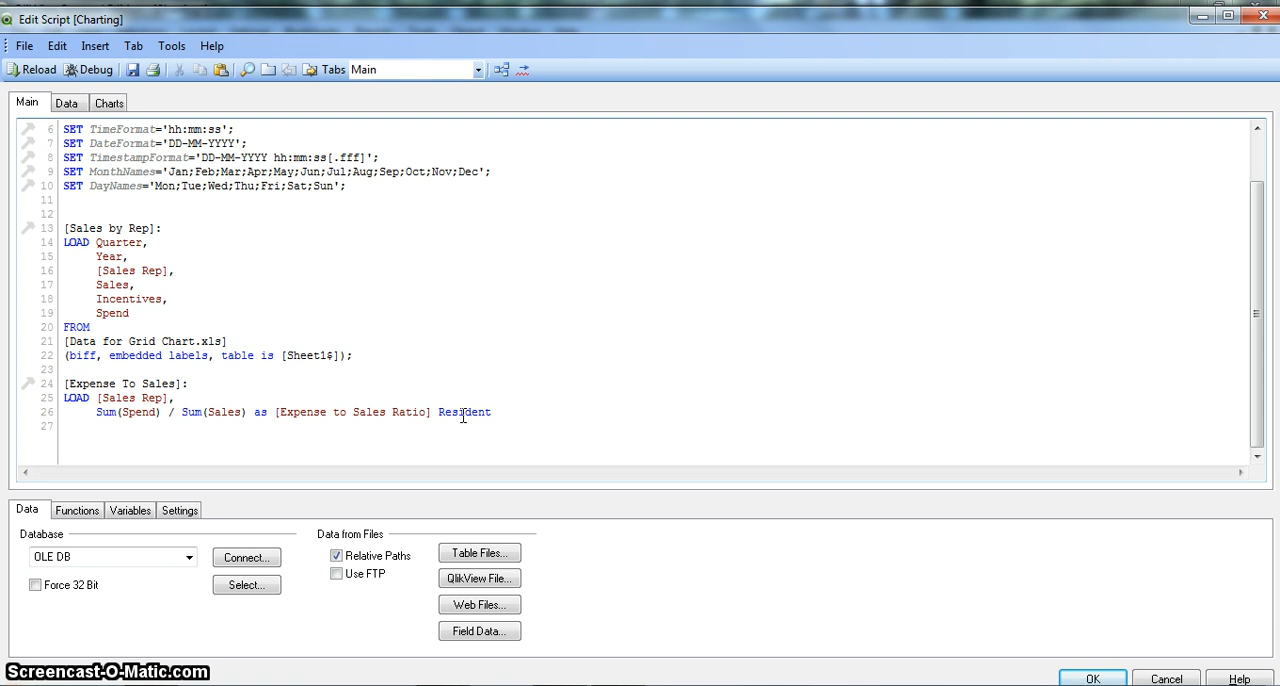 Edit Script [Charting]
File Edit Insert Tab Tools Help
Reload Debug Tabs Main
Main Data Charts
6 SET TimeFormat='hh:mm:ss';
7 SET DateFormat='DD-MM-YYYY';
8 SET TimestampFormat='DD-MM-YYYY hh:mm:ss[.fff]';
9 SET MonthNames='Jan;Feb;Mar;Apr;May;Jun;Jul;Aug;Sep;Oct;Nov;Dec';
10 SET DayNames='Mon;Tue;Wed;Thu;Fri;Sat;Sun';
11
12
13 [Sales by Rep]:
14 LOAD Quarter,
15 Year,
16 [Sales Rep],
17 Sales,
18 Incentives,
19 Spend
20 FROM
21 [Data for Grid Chart.xls]
22 (biff, embedded labels, table is [Sheet1$]);
23
24 [Expense To Sales]:
25 LOAD [Sales Rep],
26 Sum(Spend) / Sum(Sales) as [Expense to Sales Ratio] Resident
27
Data Functions Variables Settings
Database Data from Files
OLE DB Connect... Relative Paths Table Files...
Force 32 Bit Select... Use FTP QlikView File...
Web Files...
Field Data...
OK Cancel Help
Screencast-O-Matic.com